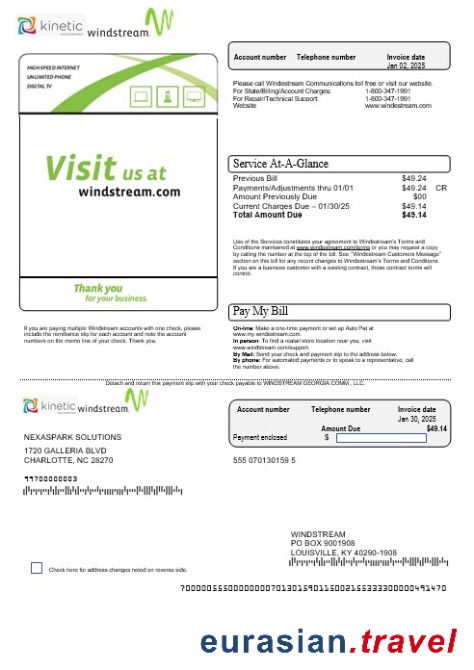 kinetic windstream.
HIGH-SPEED INTERNET
UNLIMITED PHONE
DIGITAL TV
Visit us at
windstream.com
Thank you
for your business.
If you are paying multiple Windstream accounts with one check, please
include the remittance slip for each account and note the account
numbers on the memo line of your check. Thank you.
Account number Telephone number Invoice date
Jan 02, 2025
Please call Windestream Communications toll free or visit our website.
For State/Billing/Account Charges: 1-800-347-1991
For Repair/Technical Support: 1-800-347-1991
Website www.windestream.com
Service At-A-Glance
Previous Bill $49.24
Payments/Adjustments thru 01/01 $49.24 CR
Amount Previously Due $00
Current Charges Due – 01/30/25 $49.14
Total Amount Due $49.14
Use of the Services constitutes your agreement to Windestream's Terms and
Conditions maintained at www.windestream.com/terms or you may request a copy
by calling the number at the top of the bill. See "Windestream Customers Message"
section on this bill for any recent changes to Windestream's Terms and Conditions.
If you are a business customer with a existing contract, those contract terms will
control.
Pay My Bill
On-line: Make a one-time payment or set up Auto Pat at
www.my.windestream.com.
In person: To find a reatail store location near you, visit
www.windestream.com/support.
By Mail: Send your check and payment slip to the address below.
By phone: For automated payments or to speak to a representative, call
the number above.
Detach and return this payment slip with your check payable to WINDSTREAM GEORGIA COMM., LLC.
kinetic windstream.
Account number Telephone number Invoice date
Jan 30, 2025
Amount Due $49.14
Payment enclosed $
NEXASPARK SOLUTIONS
1720 GALLERIA BLVD
CHARLOTTE, NC 28270
555 070130159 5
99700000003
WINDSTREAM
PO BOX 9001908
LOUISVILLE, KY 40290-1908
Check here for address changes noted on reverse side.
eurasian.travel